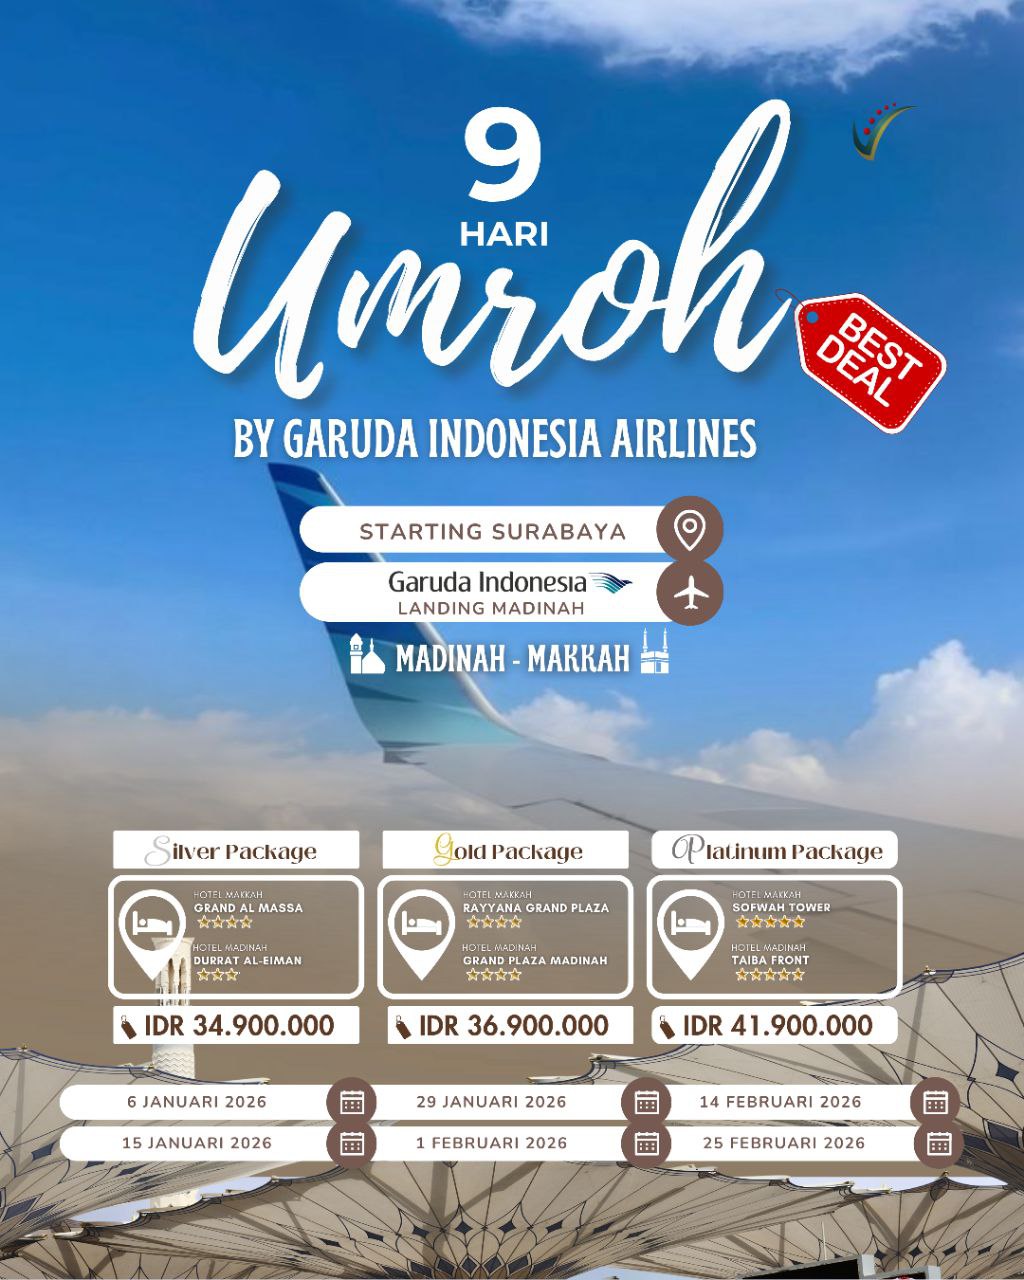 9
HARI
Umroh
BEST
DEAL
BY GARUDA INDONESIA AIRLINES
STARTING SURABAYA
Garuda Indonesia
LANDING MADINAH
MADINAH - MAKKAH
Silver Package
HOTEL MAKKAH
GRAND AL MASSA
HOTEL MADINAH
DURRAT AL-EIMAN
IDR 34.900.000
Gold Package
HOTEL MAKKAH
RAYYANA GRAND PLAZA
HOTEL MADINAH
GRAND PLAZA MADINAH
IDR 36.900.000
Platinum Package
HOTEL MAKKAH
SOFWAH TOWER
HOTEL MADINAH
TAIBA FRONT
IDR 41.900.000
6 JANUARI 2026
29 JANUARI 2026
14 FEBRUARI 2026
15 JANUARI 2026
1 FEBRUARI 2026
25 FEBRUARI 2026